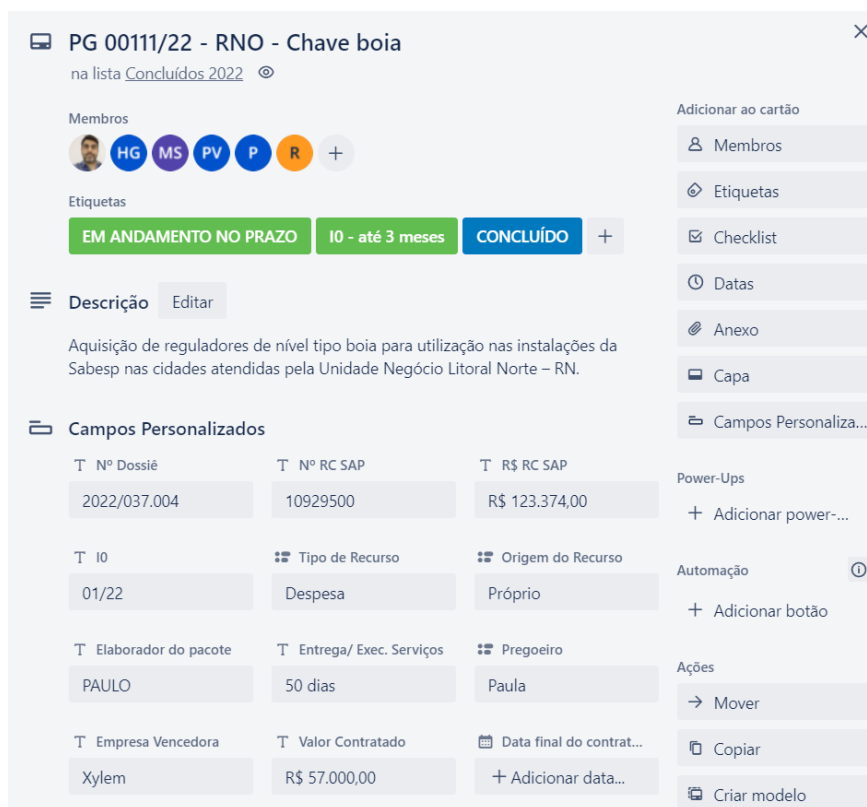 PG 00111/22 - RNO - Chave boia
na lista Concluídos 2022
Membros
HG MS PV P R +
Etiquetas
EM ANDAMENTO NO PRAZO I0 - até 3 meses CONCLUÍDO +
Descrição Editar
Aquisição de reguladores de nível tipo boia para utilização nas instalações da
Sabesp nas cidades atendidas pela Unidade Negócio Litoral Norte – RN.
Campos Personalizados
Nº Dossiê Nº RC SAP R$ RC SAP
2022/037.004 10929500 R$ 123.374,00
I0 Tipo de Recurso Origem do Recurso
01/22 Despesa Próprio
Elaborador do pacote Entrega/ Exec. Serviços Pregoeiro
PAULO 50 dias Paula
Empresa Vencedora Valor Contratado Data final do contrat...
Xylem R$ 57.000,00 + Adicionar data...
Adicionar ao cartão
Membros
Etiquetas
Checklist
Datas
Anexo
Capa
Campos Personaliza...
Power-Ups
+ Adicionar power-...
Automação
+ Adicionar botão
Ações
Mover
Copiar
Criar modelo